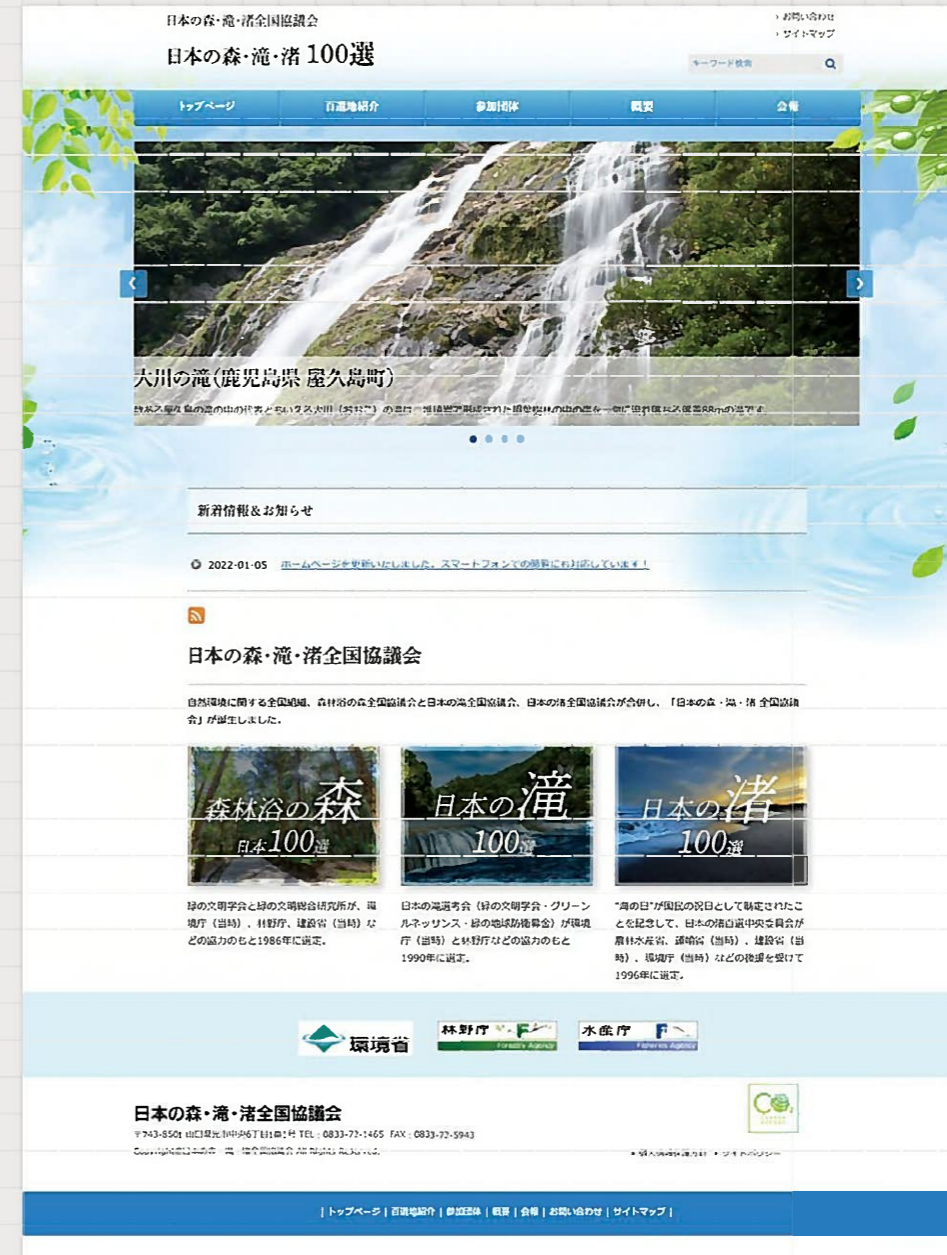 日本の森・滝・渚全国協議会
› お問い合わせ
› サイトマップ
日本の森・滝・渚 100選
キーワード検索
トップページ 百選地紹介 参加団体 概要 会報
大川の滝(鹿児島県 屋久島町)
新着情報&お知らせ
2022-01-05 ホームページを更新いたしました。スマートフォンでの閲覧にも対応しています!
日本の森・滝・渚全国協議会
自然環境に関する全国組織、森林浴の森全国協議会と日本の滝全国協議会、日本の渚全国協議会が合併し、「日本の森・滝・渚 全国協議
会」が誕生しました。
森林浴の森
日本100選
日本の滝
100選
日本の渚
100選
緑の文明学会と緑の文明総合研究所が、環
境庁(当時)、林野庁、建設省(当時)な
どの協力のもと1986年に選定。
日本の滝選考会(緑の文明学会・グリーン
ルネッサンス・緑の地球防衛基金)が環境
庁(当時)と林野庁などの協力のもと
1990年に選定。
"海の日"が国民の祝日として制定されたこ
とを記念して、日本の渚百選中央委員会が
農林水産省、運輸省(当時)、建設省(当
時)、環境庁(当時)などの後援を受けて
1996年に選定。
環境省
林野庁
Forestry Agency
水産庁
Fisheries Agency
日本の森・滝・渚全国協議会
〒743-8501 山口県光市中央6丁目1番1号 TEL:0833-72-1465 FAX:0833-72-5943
| トップページ | 百選地紹介 | 参加団体 | 概要 | 会報 | お問い合わせ | サイトマップ |